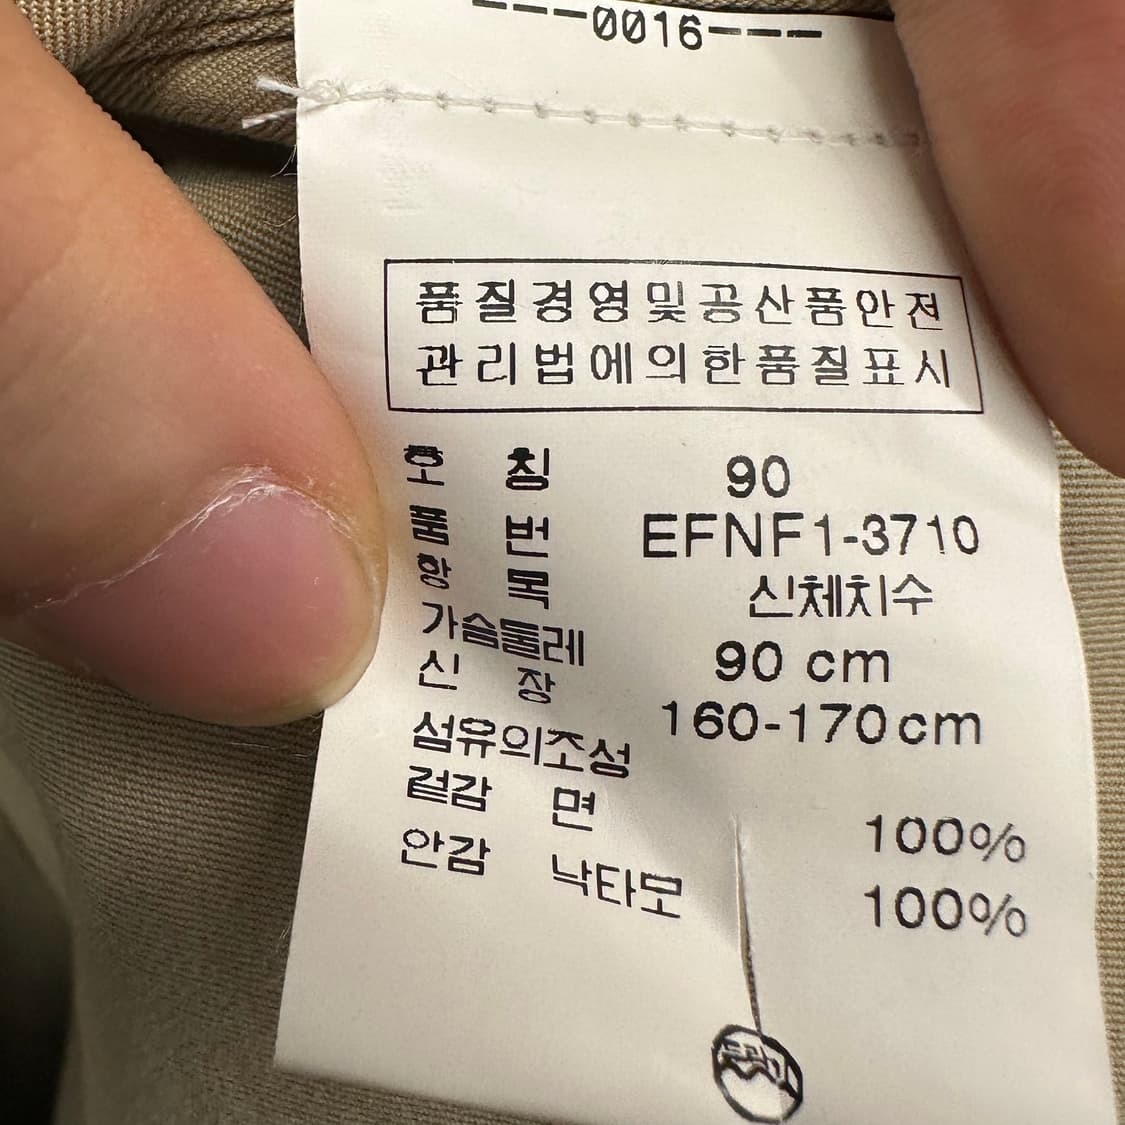 ---0016---
품질경영및공산품안전
관리법에의한품질표시
호 칭 90
품 번 EFNF1-3710
항 목 신체치수
가슴둘레 90 cm
신 장 160-170cm
섬유의조성
겉감 면 100%
안감 낙타모 100%